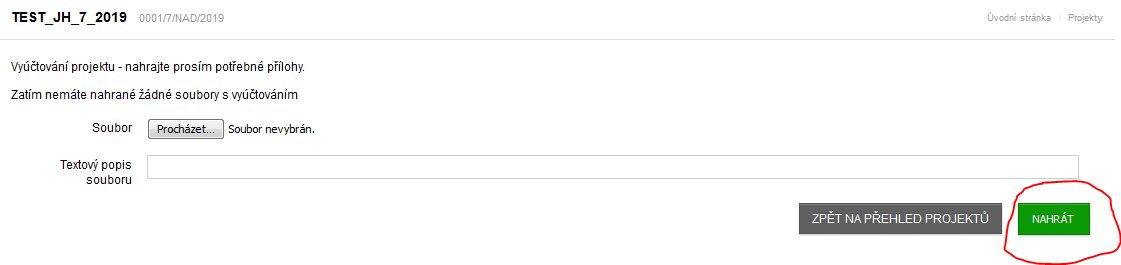 TEST_JH_7_2019 0001/7/NAD/2019 Úvodní stránka Projekty
Vyúčtování projektu - nahrajte prosím potřebné přílohy.
Zatím nemáte nahrané žádné soubory s vyúčtováním
Soubor Procházet... Soubor nevybrán.
Textový popis
souboru
ZPĚT NA PŘEHLED PROJEKTŮ NAHRÁT